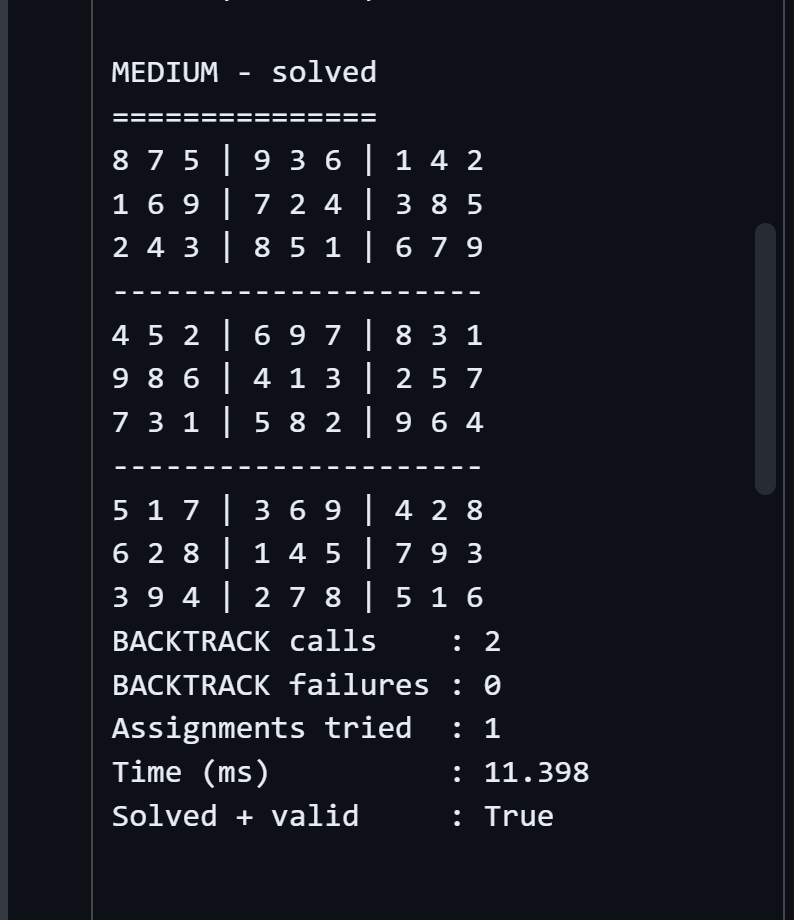 MEDIUM - solved
===============
8 7 5 | 9 3 6 | 1 4 2
1 6 9 | 7 2 4 | 3 8 5
2 4 3 | 8 5 1 | 6 7 9
---------------------
4 5 2 | 6 9 7 | 8 3 1
9 8 6 | 4 1 3 | 2 5 7
7 3 1 | 5 8 2 | 9 6 4
---------------------
5 1 7 | 3 6 9 | 4 2 8
6 2 8 | 1 4 5 | 7 9 3
3 9 4 | 2 7 8 | 5 1 6
BACKTRACK calls    : 2
BACKTRACK failures : 0
Assignments tried  : 1
Time (ms)          : 11.398
Solved + valid     : True